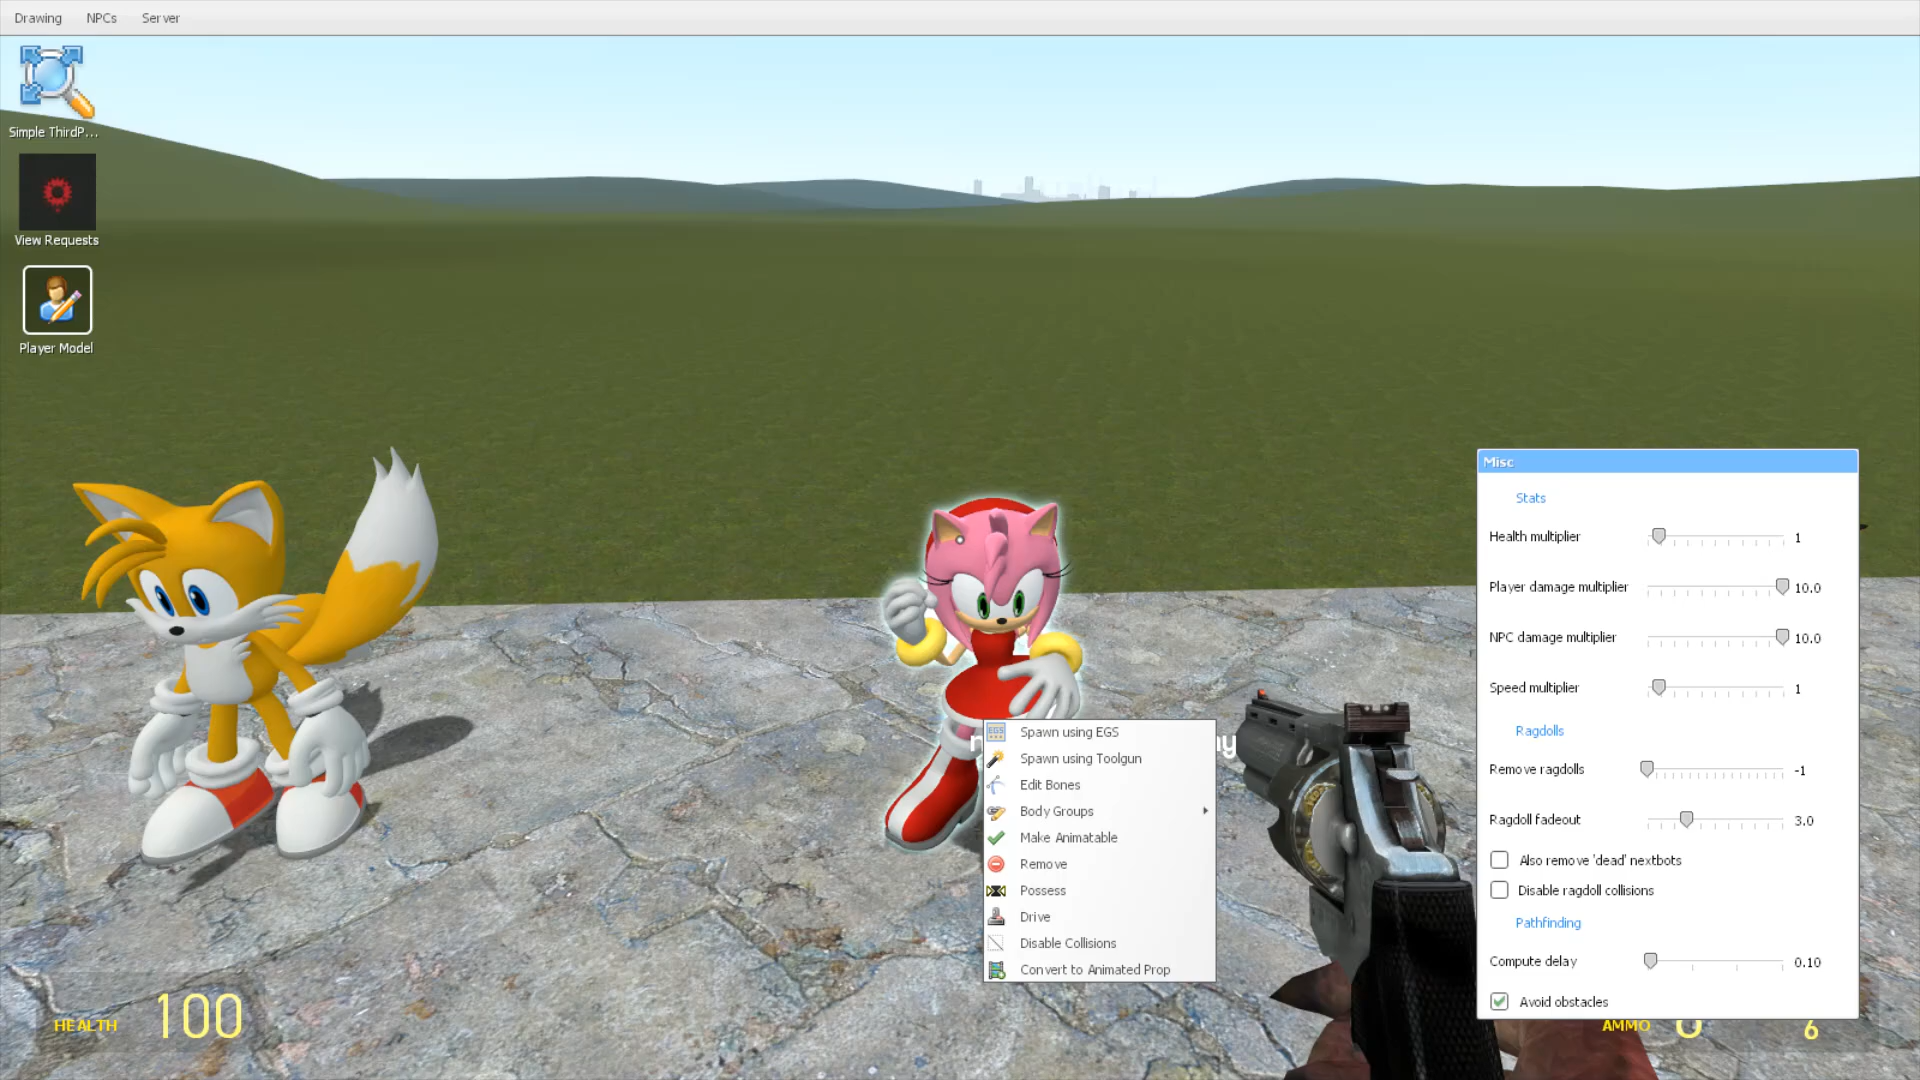 Drawing NPCs Server
Simple ThirdP...
View Requests
Player Model
Spawn using EGS
Spawn using Toolgun
Edit Bones
Body Groups
Make Animatable
Remove
Possess
Drive
Disable Collisions
Convert to Animated Prop
Misc
Stats
Health multiplier 1
Player damage multiplier 10.0
NPC damage multiplier 10.0
Speed multiplier 1
Ragdolls
Remove ragdolls -1
Ragdoll fadeout 3.0
Also remove 'dead' nextbots
Disable ragdoll collisions
Pathfinding
Compute delay 0.10
Avoid obstacles
HEALTH 100
AMMO 6